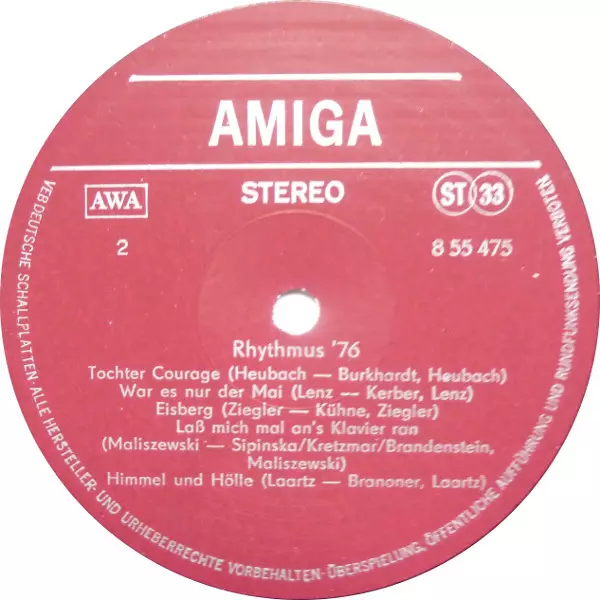 AMIGA
AWA
STEREO
ST 33
2
8 55 475
Rhythmus '76
Tochter Courage (Heubach — Burkhardt, Heubach)
War es nur der Mai (Lenz — Kerber, Lenz)
Eisberg (Ziegler — Kühne, Ziegler)
Laß mich mal an's Klavier ran
(Maliszewski — Sipinska/Kretzmar/Brandenstein,
Maliszewski)
Himmel und Hölle (Laartz — Branoner, Laartz)
VEB DEUTSCHE SCHALLPLATTEN · ALLE HERSTELLER- UND URHEBERRECHTE VORBEHALTEN · ÜBERSPIELUNG, ÖFFENTLICHE AUFFÜHRUNG UND RUNDFUNKSENDUNG VERBOTEN